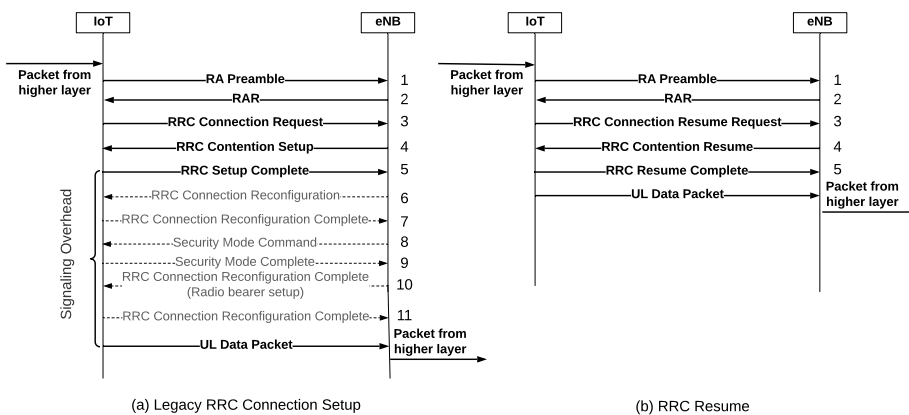 IoT
eNB
Packet from
higher layer
RA Preamble
1
RAR
2
RRC Connection Request
3
RRC Contention Setup
4
RRC Setup Complete
5
RRC Connection Reconfiguration
6
RRC Connection Reconfiguration Complete
7
Security Mode Command
8
Security Mode Complete
9
RRC Connection Reconfiguration Complete
(Radio bearer setup)
10
RRC Connection Reconfiguration Complete
11
UL Data Packet
Packet from
higher layer
Signaling Overhead
(a) Legacy RRC Connection Setup
IoT
eNB
Packet from
higher layer
RA Preamble
1
RAR
2
RRC Connection Resume Request
3
RRC Contention Resume
4
RRC Resume Complete
5
UL Data Packet
Packet from
higher layer
(b) RRC Resume